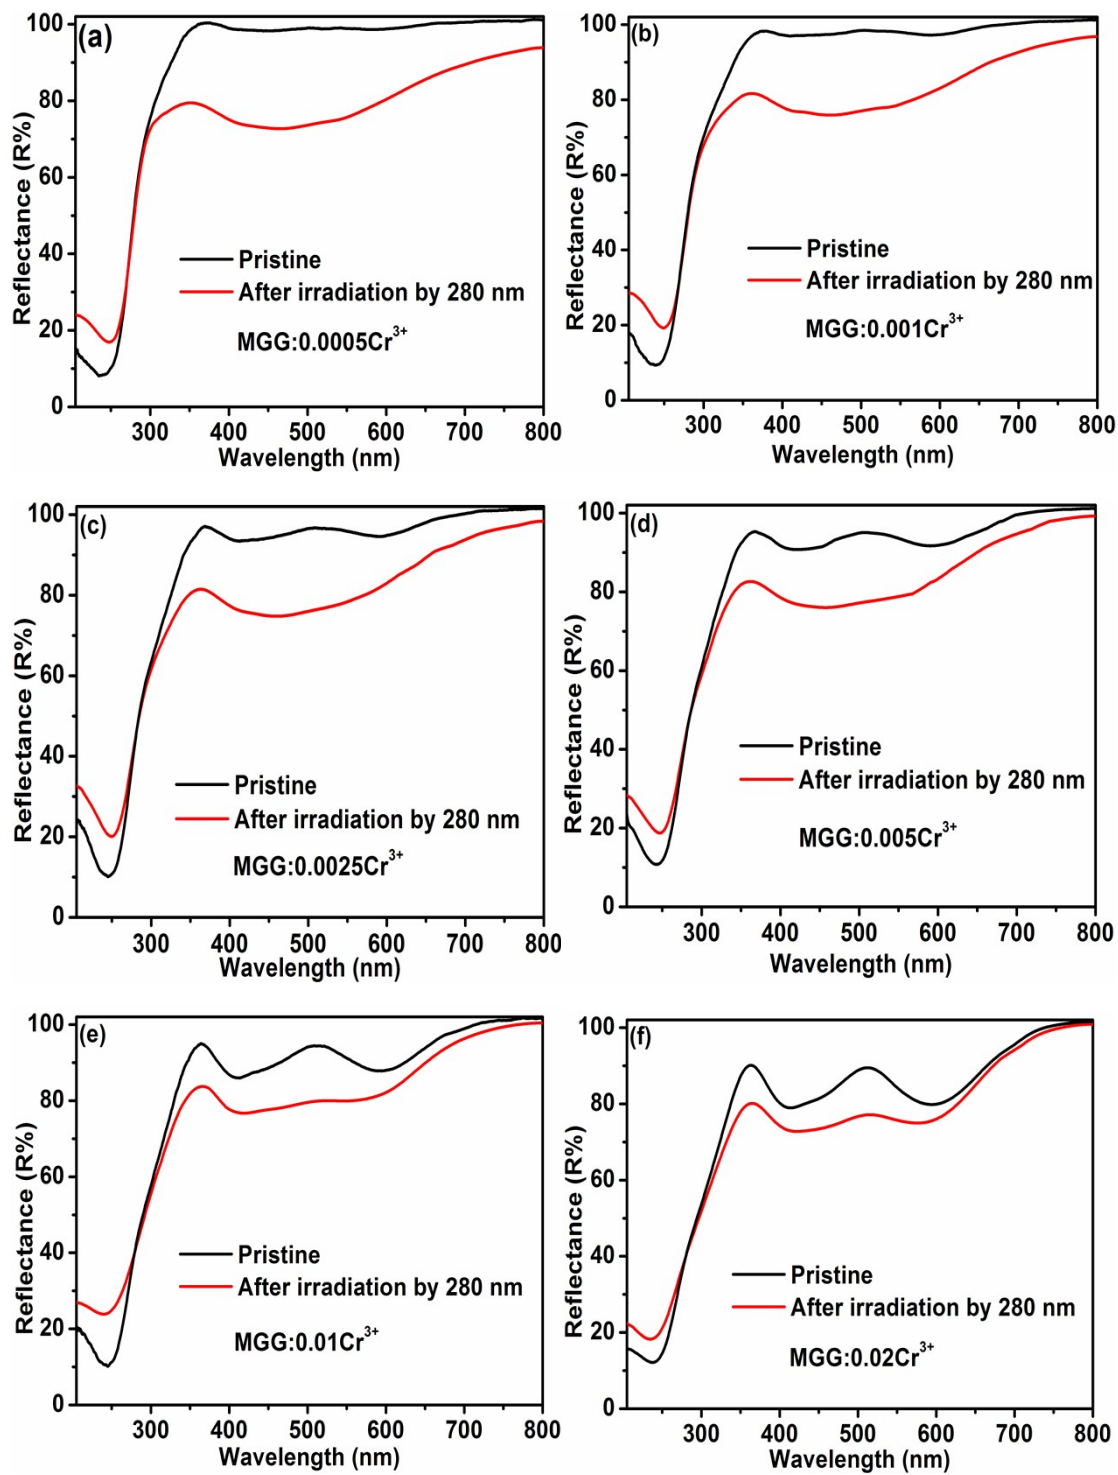 (a)
100
80
60
40
20
0
Reflectance (R%)
Pristine
After irradiation by 280 nm
MGG:0.0005Cr³⁺
300 400 500 600 700 800
Wavelength (nm)
(b)
100
80
60
40
20
0
Reflectance (R%)
Pristine
After irradiation by 280 nm
MGG:0.001Cr³⁺
300 400 500 600 700 800
Wavelength (nm)
(c)
100
80
60
40
20
0
Reflectance (R%)
Pristine
After irradiation by 280 nm
MGG:0.0025Cr³⁺
300 400 500 600 700 800
Wavelength (nm)
(d)
100
80
60
40
20
0
Reflectance (R%)
Pristine
After irradiation by 280 nm
MGG:0.005Cr³⁺
300 400 500 600 700 800
Wavelength (nm)
(e)
100
80
60
40
20
0
Reflectance (R%)
Pristine
After irradiation by 280 nm
MGG:0.01Cr³⁺
300 400 500 600 700 800
Wavelength (nm)
(f)
100
80
60
40
20
0
Reflectance (R%)
Pristine
After irradiation by 280 nm
MGG:0.02Cr³⁺
300 400 500 600 700 800
Wavelength (nm)